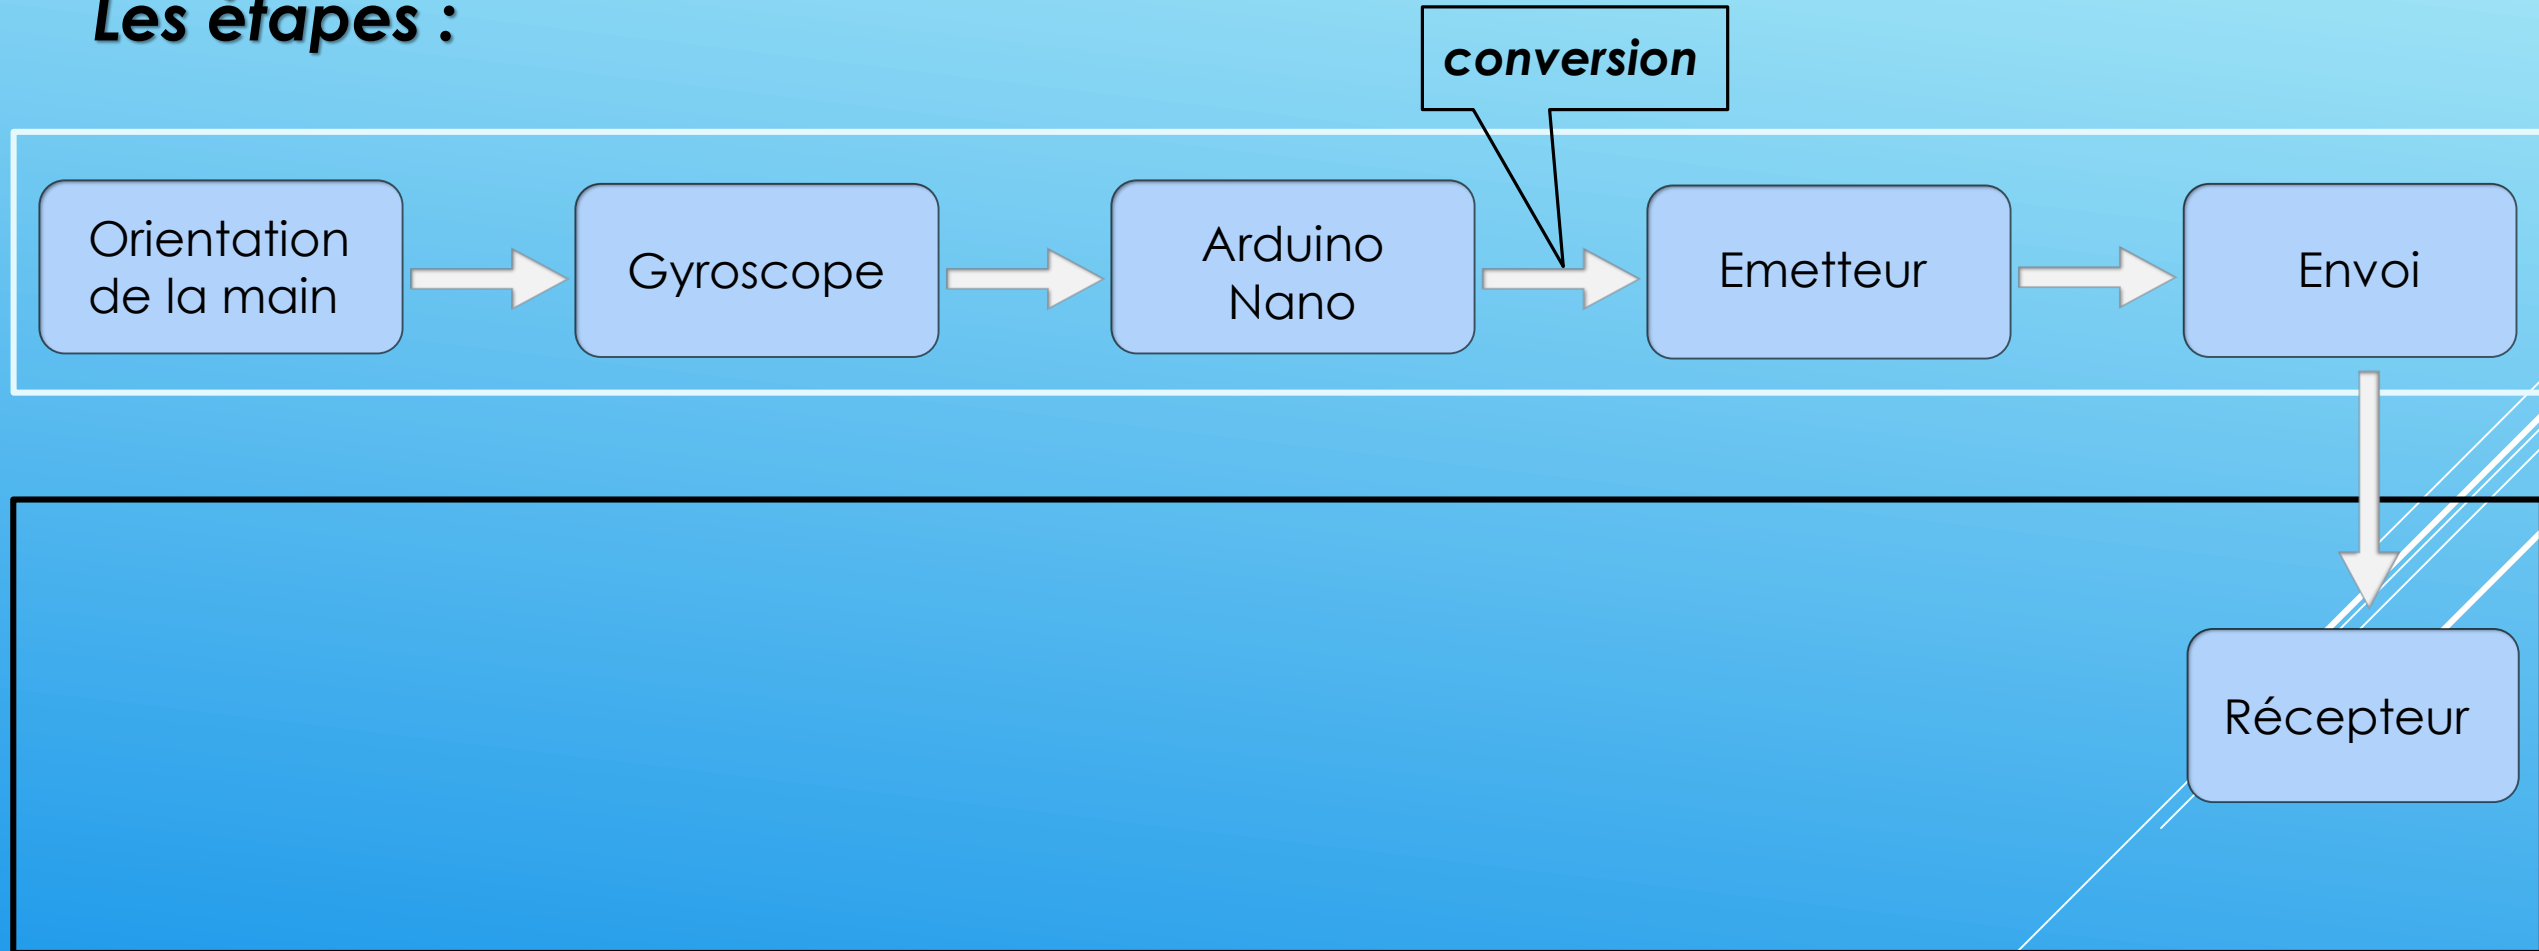 Les étapes :
conversion
Orientation
de la main
Gyroscope
Arduino
Nano
Emetteur
Envoi
Récepteur